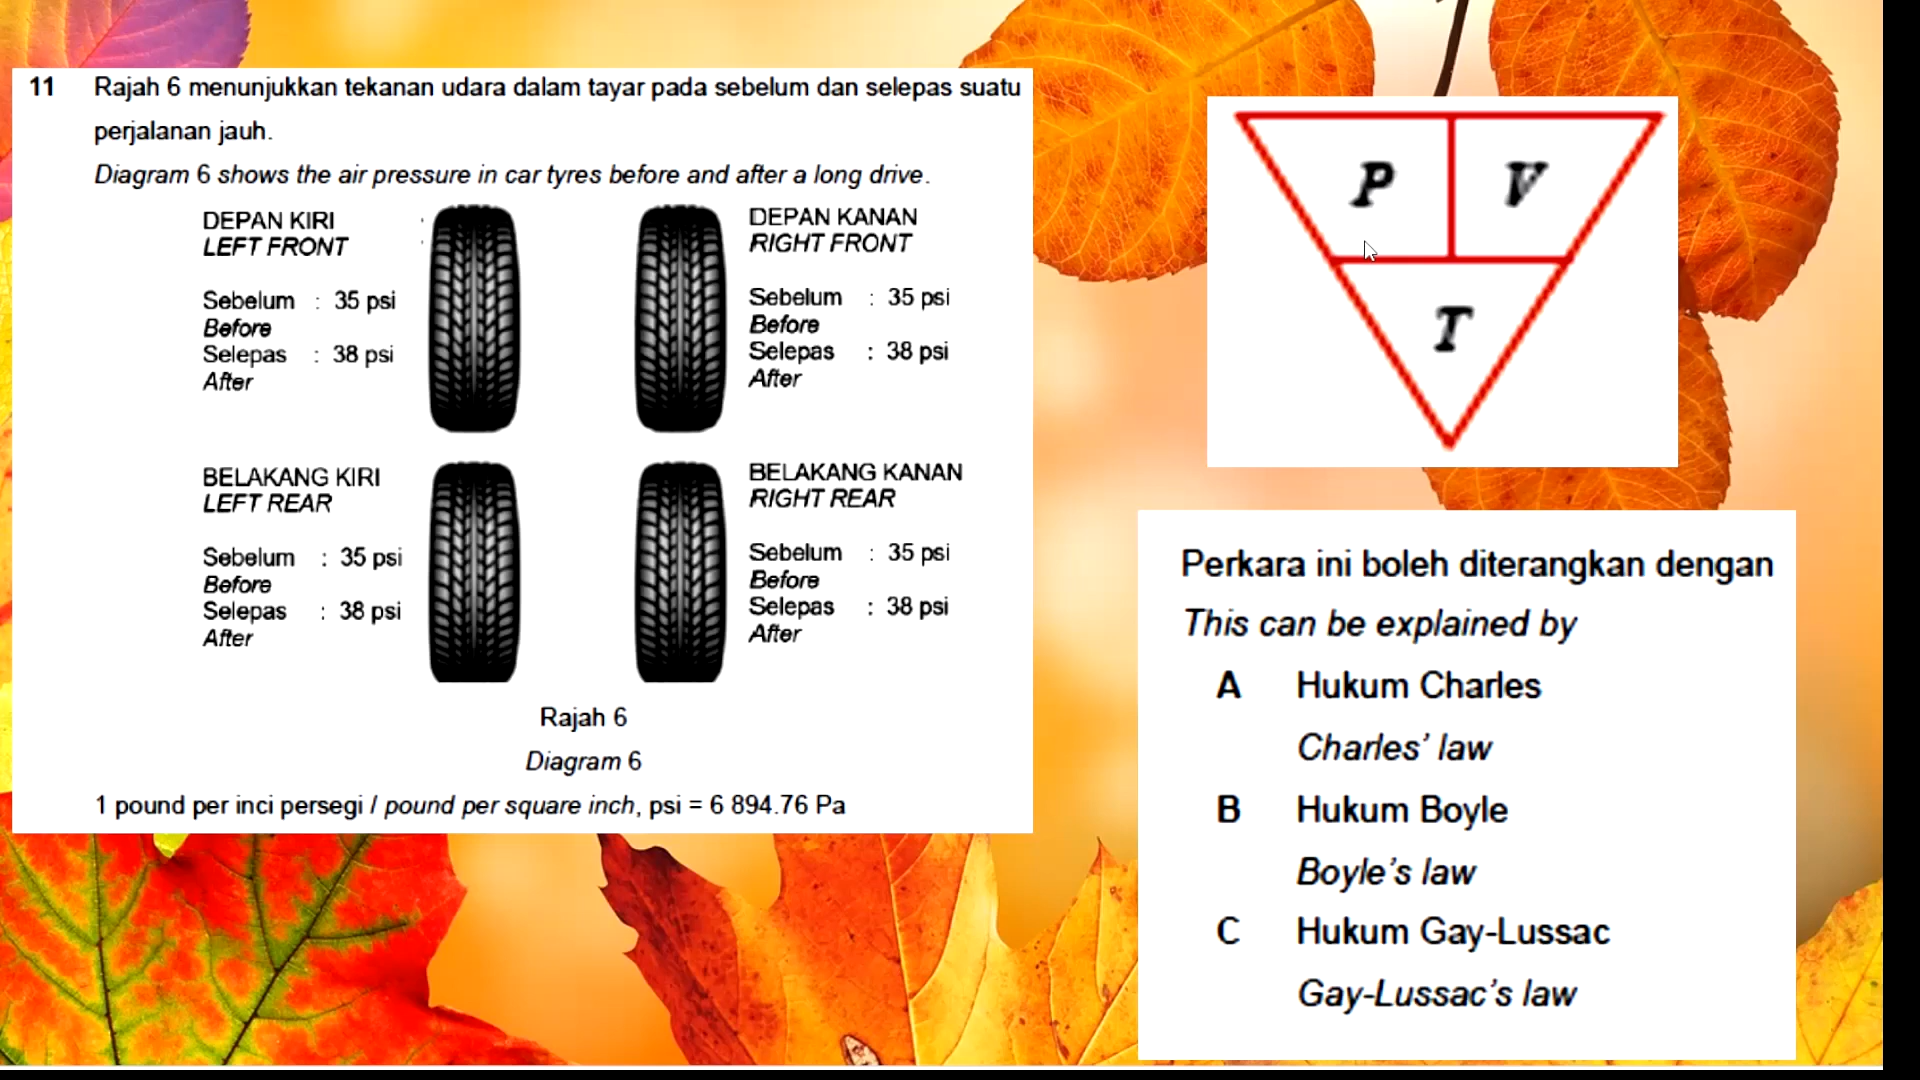 11 Rajah 6 menunjukkan tekanan udara dalam tayar pada sebelum dan selepas suatu
perjalanan jauh.
Diagram 6 shows the air pressure in car tyres before and after a long drive.
DEPAN KIRI
LEFT FRONT
Sebelum : 35 psi
Before
Selepas : 38 psi
After
DEPAN KANAN
RIGHT FRONT
Sebelum : 35 psi
Before
Selepas : 38 psi
After
BELAKANG KIRI
LEFT REAR
Sebelum : 35 psi
Before
Selepas : 38 psi
After
BELAKANG KANAN
RIGHT REAR
Sebelum : 35 psi
Before
Selepas : 38 psi
After
Rajah 6
Diagram 6
1 pound per inci persegi / pound per square inch, psi = 6 894.76 Pa
P V
T
Perkara ini boleh diterangkan dengan
This can be explained by
A Hukum Charles
Charles' law
B Hukum Boyle
Boyle's law
C Hukum Gay-Lussac
Gay-Lussac's law